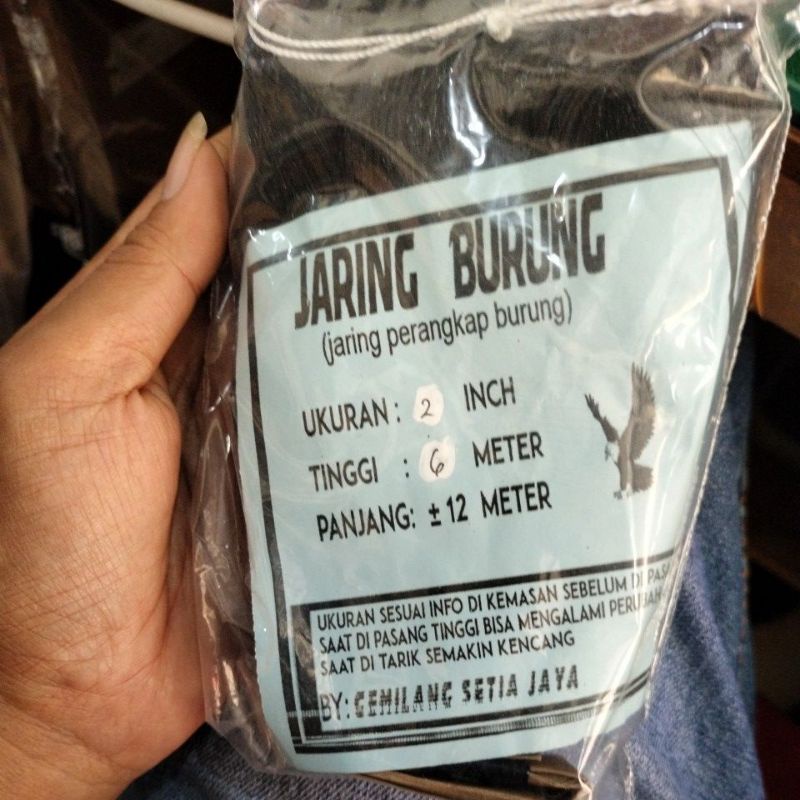 JARING BURUNG
(jaring perangkap burung)
UKURAN : 2 INCH
TINGGI : 6 METER
PANJANG: ± 12 METER
UKURAN SESUAI INFO DI KEMASAN SEBELUM DI
SAAT DI PASANG TINGGI BISA MENGALAMI
SAAT DI TARIK SEMAKIN KENCANG
BY: GEMILANG SETIA JAYA